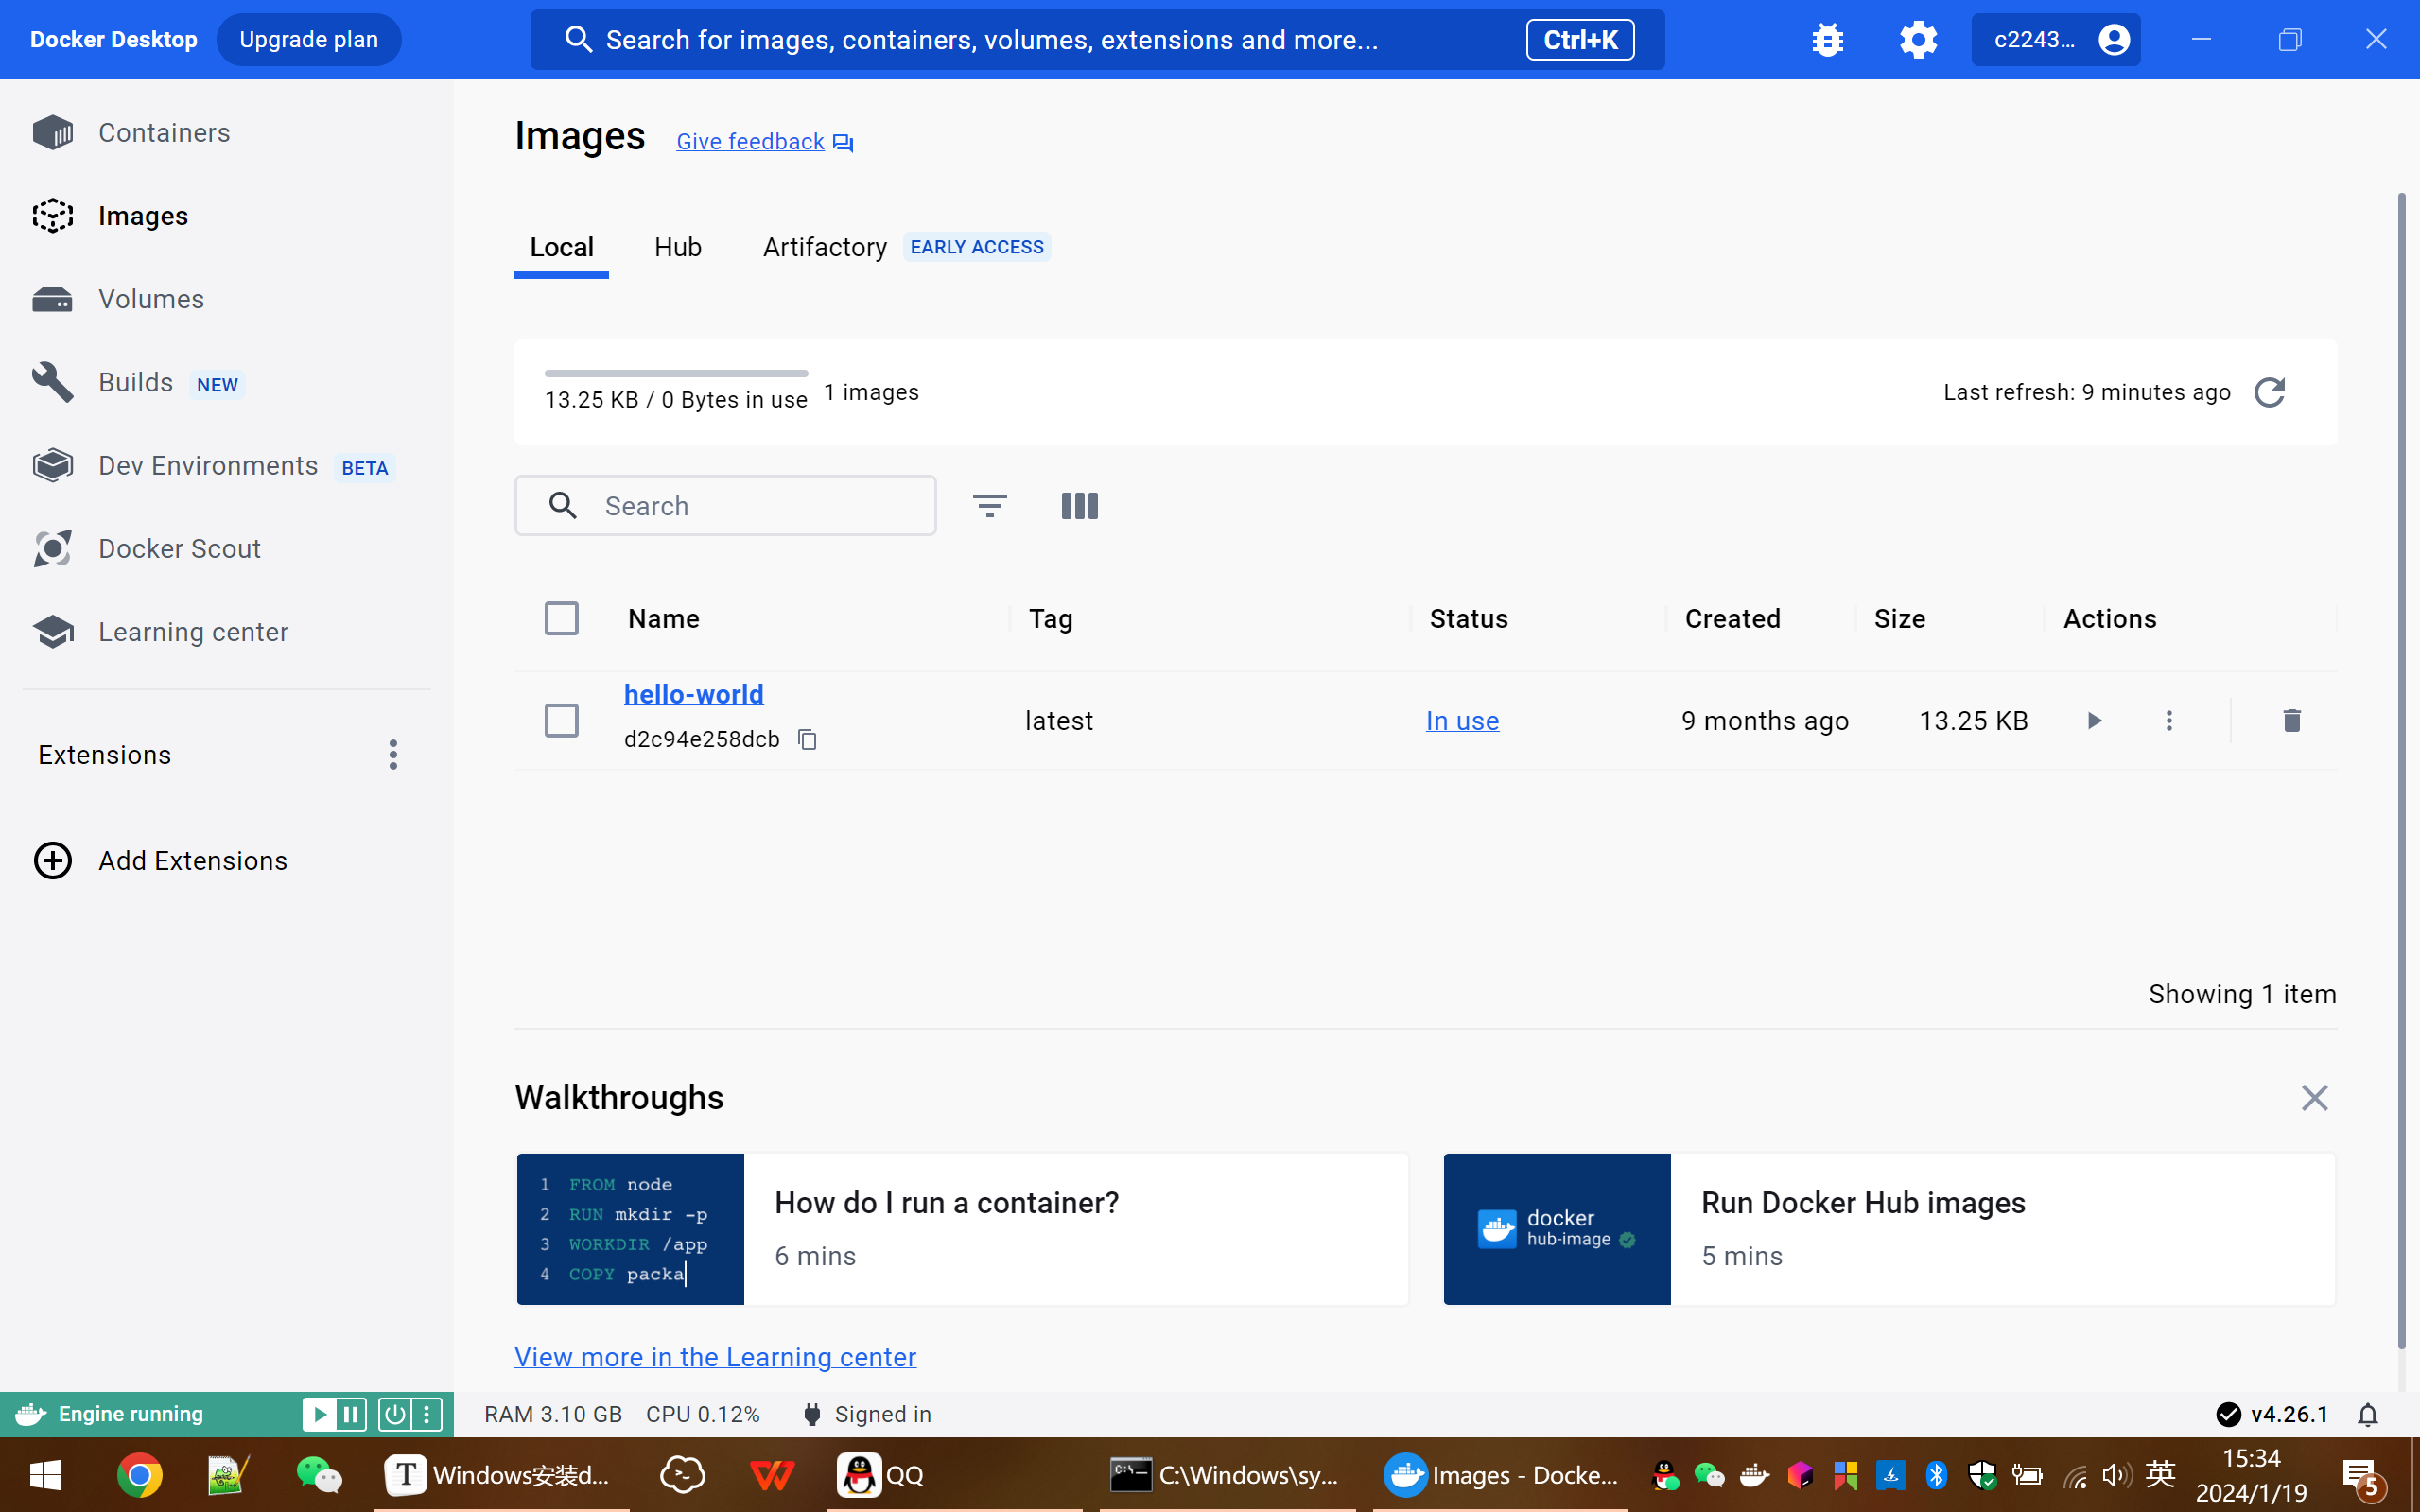 Docker Desktop
Upgrade plan
Search for images, containers, volumes, extensions and more...
Ctrl+K
c2243...
Containers
Images
Volumes
Builds NEW
Dev Environments BETA
Docker Scout
Learning center
Extensions
Add Extensions
Images
Give feedback
Local Hub Artifactory EARLY ACCESS
13.25 KB / 0 Bytes in use
1 images
Last refresh: 9 minutes ago
Search
Name Tag Status Created Size Actions
hello-world
d2c94e258dcb
latest
In use
9 months ago
13.25 KB
Showing 1 item
Walkthroughs
1 FROM node
2 RUN mkdir -p
3 WORKDIR /app
4 COPY packa
How do I run a container?
6 mins
docker
hub-image
Run Docker Hub images
5 mins
View more in the Learning center
Engine running
RAM 3.10 GB CPU 0.12% Signed in
v4.26.1
T Windows安装d...
QQ
C:\Windows\sy...
Images - Docke...
英
15:34
2024/1/19
5